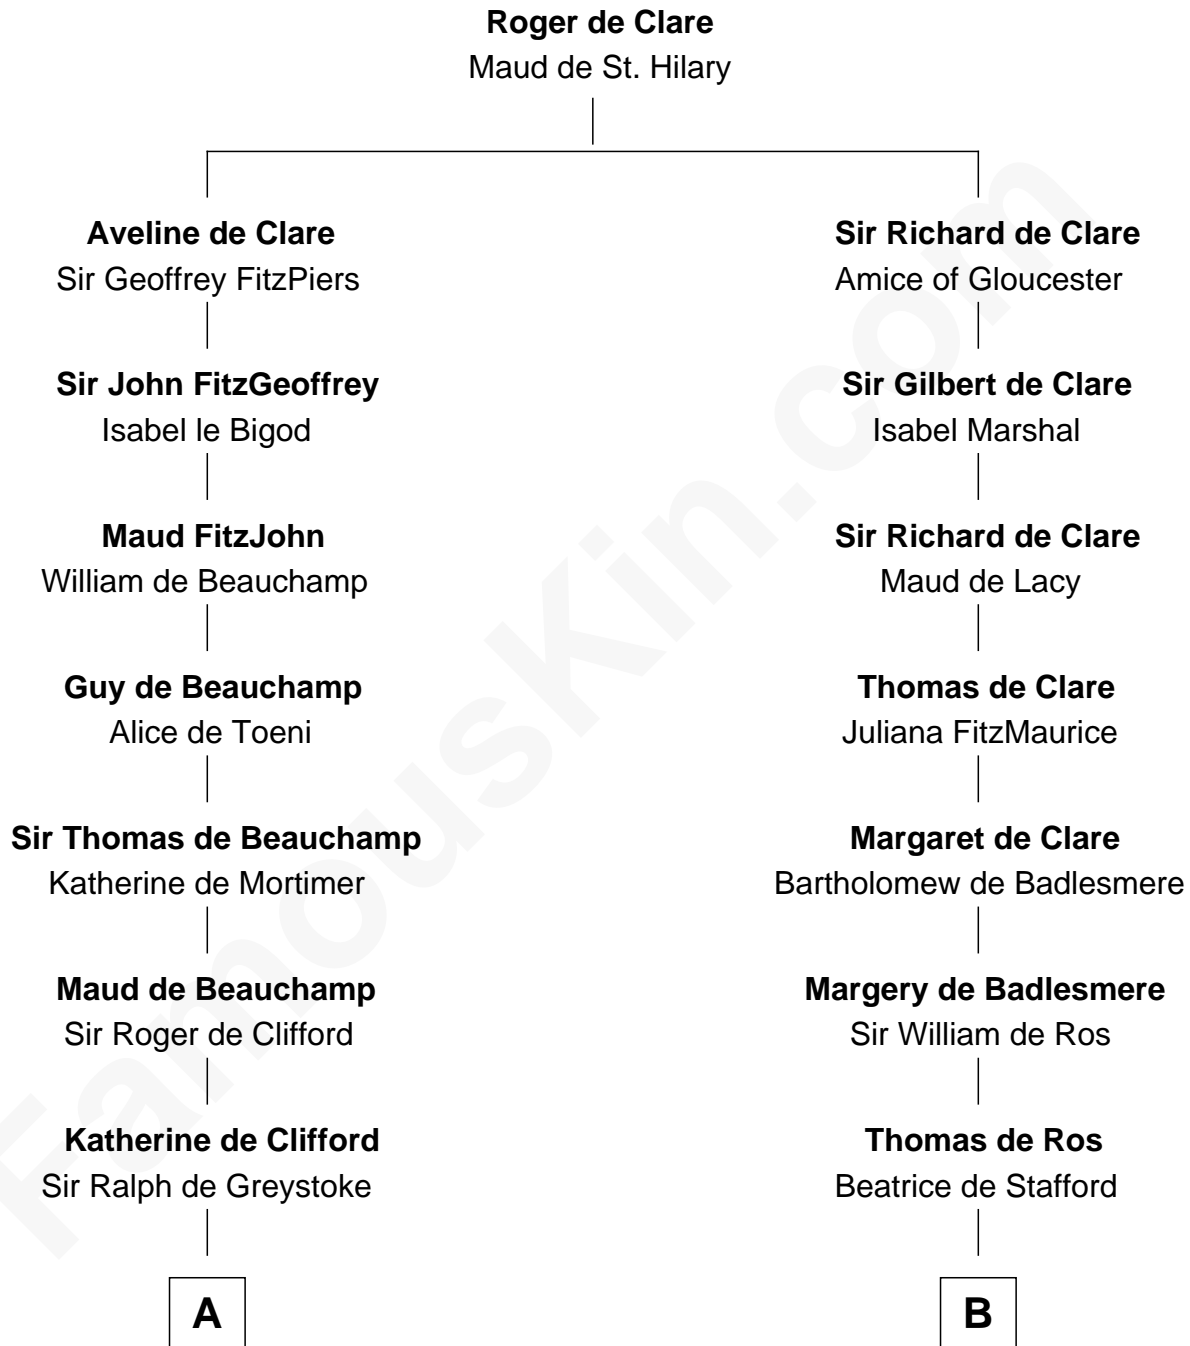 Roger de Clare
Maud de St. Hilary
Aveline de Clare
Sir Geoffrey FitzPiers
Sir John FitzGeoffrey
Isabel le Bigod
Maud FitzJohn
William de Beauchamp
Guy de Beauchamp
Alice de Toeni
Sir Thomas de Beauchamp
Katherine de Mortimer
Maud de Beauchamp
Sir Roger de Clifford
Katherine de Clifford
Sir Ralph de Greystoke
A
Sir Richard de Clare
Amice of Gloucester
Sir Gilbert de Clare
Isabel Marshal
Sir Richard de Clare
Maud de Lacy
Thomas de Clare
Juliana FitzMaurice
Margaret de Clare
Bartholomew de Badlesmere
Margery de Badlesmere
Sir William de Ros
Thomas de Ros
Beatrice de Stafford
B
FamousKin.com